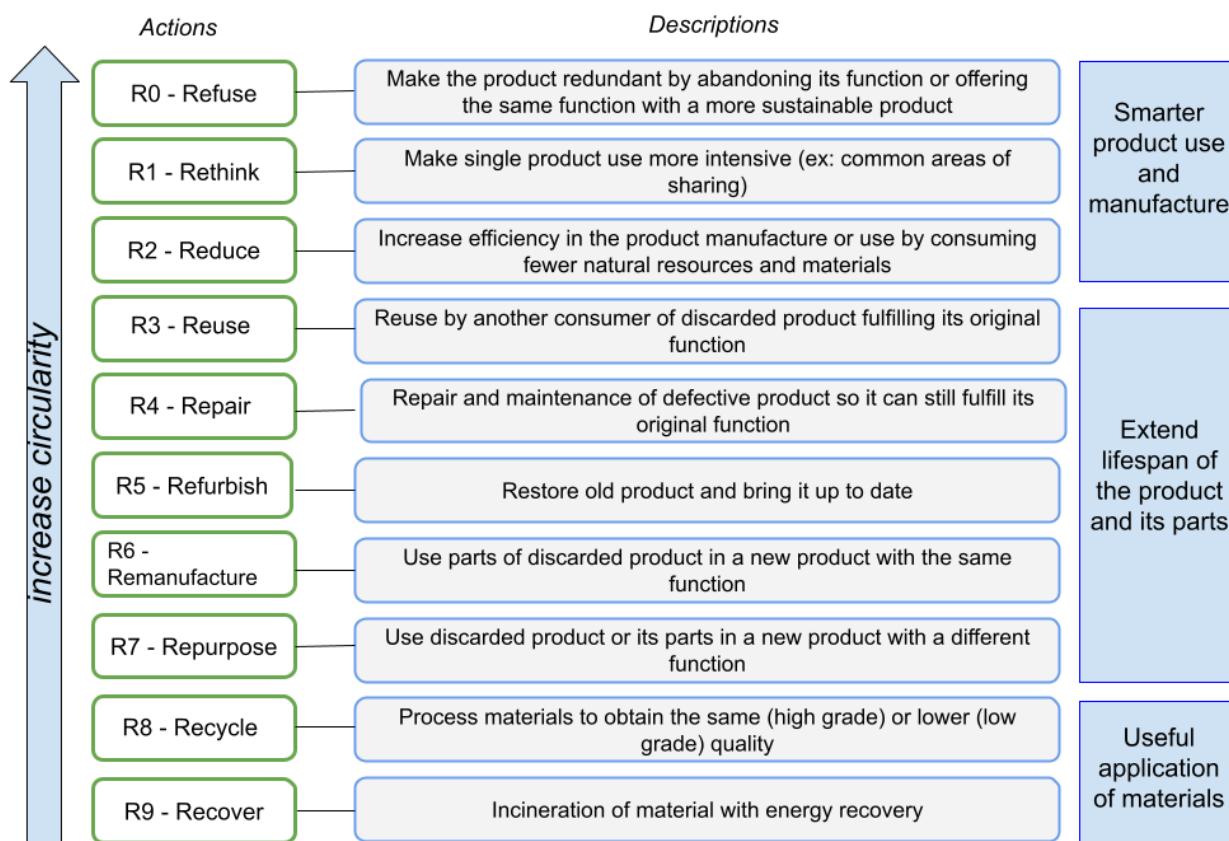 Actions
Descriptions
R0 - Refuse
Make the product redundant by abandoning its function or offering
the same function with a more sustainable product
R1 - Rethink
Make single product use more intensive (ex: common areas of
sharing)
R2 - Reduce
Increase efficiency in the product manufacture or use by consuming
fewer natural resources and materials
Smarter
product use
and
manufacture
R3 - Reuse
Reuse by another consumer of discarded product fulfilling its original
function
R4 - Repair
Repair and maintenance of defective product so it can still fulfill its
original function
R5 - Refurbish
Restore old product and bring it up to date
R6 -
Remanufacture
Use parts of discarded product in a new product with the same
function
R7 - Repurpose
Use discarded product or its parts in a new product with a different
function
Extend
lifespan of
the product
and its parts
R8 - Recycle
Process materials to obtain the same (high grade) or lower (low
grade) quality
R9 - Recover
Incineration of material with energy recovery
Useful
application
of materials
increase circularity